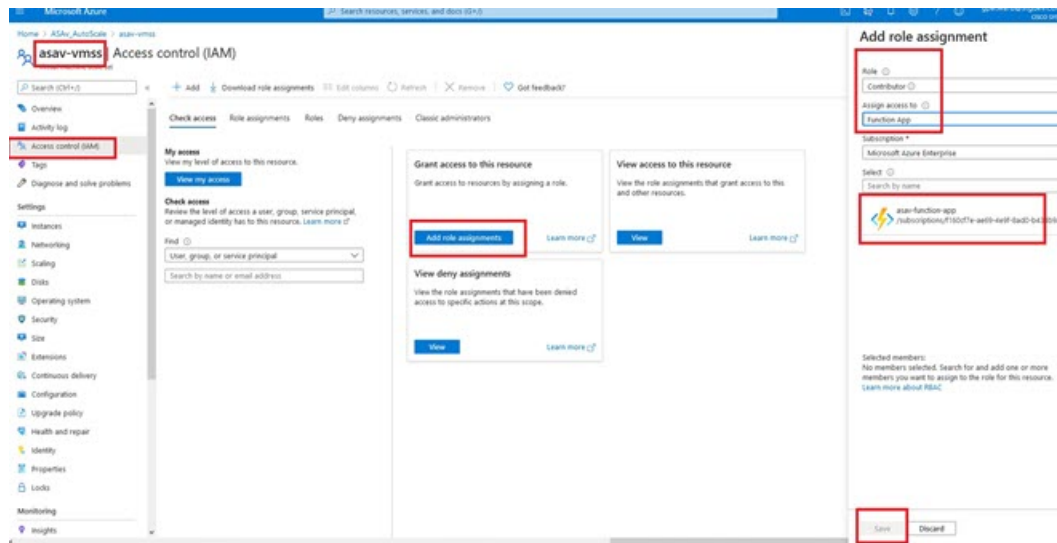 Microsoft Azure
Search resources, services, and docs (G+/)
Home > ASAv_AutoScale > asav-vmss
asav-vmss | Access control (IAM)
Search (Ctrl+/)
Overview
Activity log
Access control (IAM)
Tags
Diagnose and solve problems
Settings
Instances
Networking
Scaling
Disks
Operating system
Security
Size
Extensions
Continuous delivery
Configuration
Upgrade policy
Health and repair
Identity
Properties
Locks
Monitoring
Insights
Add
Download role assignments
Edit columns
Refresh
Remove
Got feedback?
Check access
Role assignments
Roles
Deny assignments
Classic administrators
My access
View my level of access to this resource.
View my access
Check access
Review the level of access a user, group, service principal,
or managed identity has to this resource. Learn more
Find
User, group, or service principal
Search by name or email address
Grant access to this resource
Grant access to resources by assigning a role.
Add role assignments
Learn more
View access to this resource
View the role assignments that grant access to this
and other resources.
View
Learn more
View deny assignments
View the role assignments that have been denied
access to specific actions at this scope.
View
Learn more
Add role assignment
Role
Contributor
Assign access to
Function App
Subscription *
Microsoft Azure Enterprise
Select
Search by name
asav-function-app
Selected members:
No members selected. Search for and add one or more
members you want to assign to the role for this resource.
Learn more about RBAC
Save
Discard